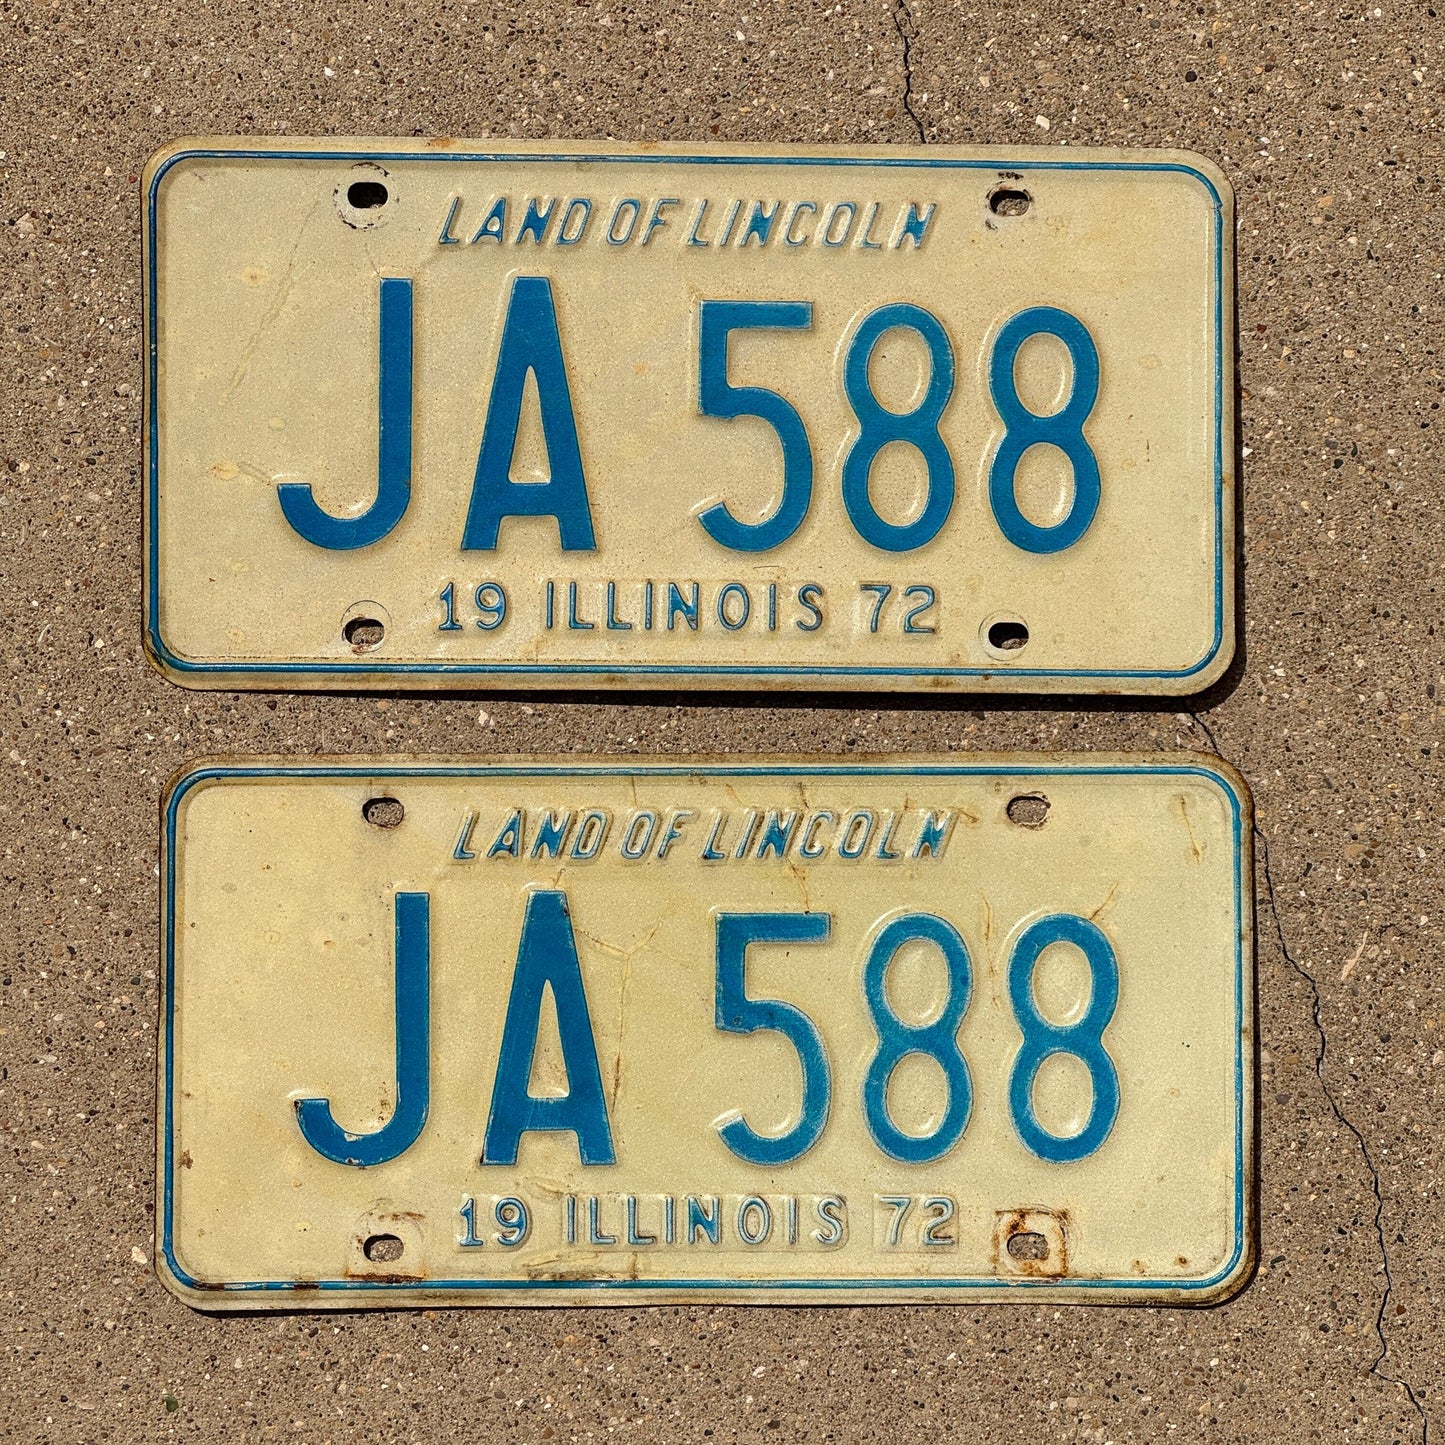 LAND OF LINCOLN
JA 588
19 ILLINOIS 72
LAND OF LINCOLN
JA 588
19 ILLINOIS 72